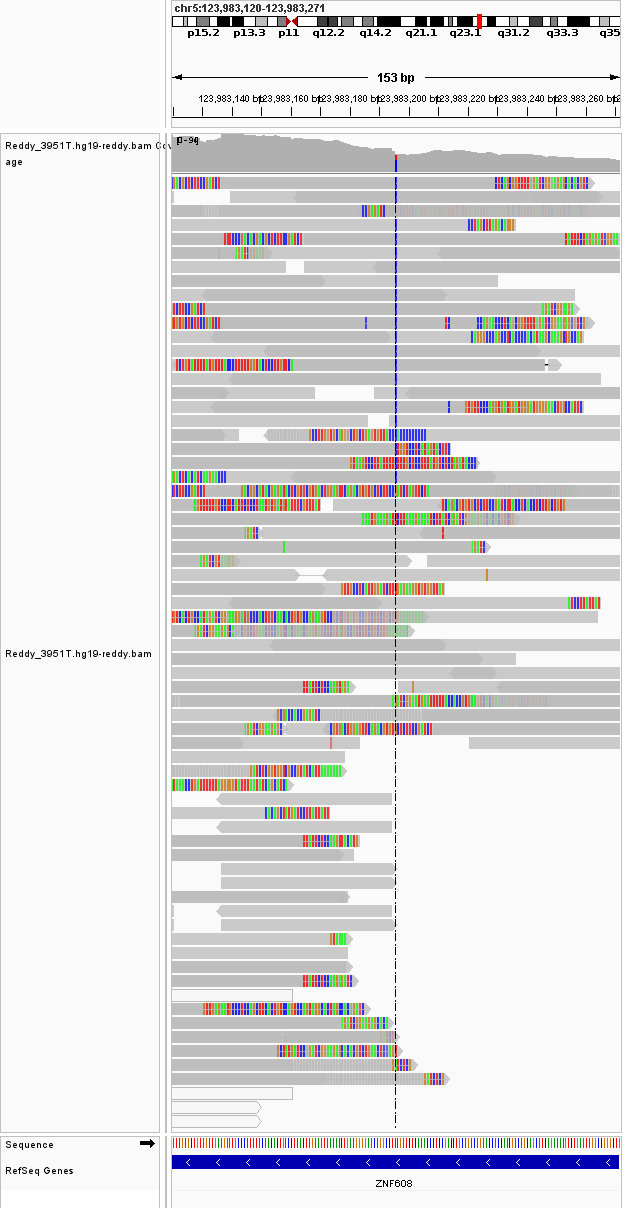 chr5:123,983,120-123,983,271
p15.2 p13.3 p11 q12.2 q14.2 q21.1 q23.1 q31.2 q33.3 q35
153 bp
123,983,140 bp 123,983,160 bp 123,983,180 bp 123,983,200 bp 123,983,220 bp 123,983,240 bp 123,983,260 bp
Reddy_3951T.hg19-reddy.bam Cov
age
Reddy_3951T.hg19-reddy.bam
Sequence
RefSeq Genes
ZNF608